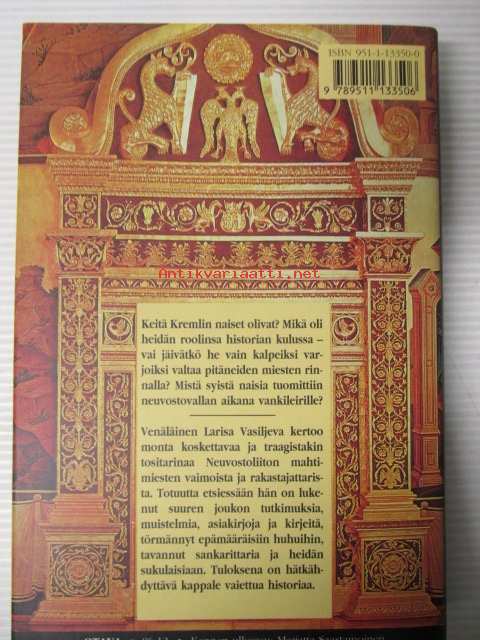 ISBN 951-1-13350-0
9 789511 133506
Antikvariaatti.net
Keitä Kremlin naiset olivat? Mikä oli
heidän roolinsa historian kulussa –
vai jäivätkö he vain kalpeiksi var-
joiksi valtaa pitäneiden miesten rin-
nalla? Mistä syistä naisia tuomittiin
neuvostovallan aikana vankileirille?
Venäläinen Larisa Vasiljeva kertoo
monta koskettavaa ja traagistakin
tositarinaa Neuvostoliiton mahti-
miesten vaimoista ja rakastajattaris-
ta. Totuutta etsiessään hän on luke-
nut suuren joukon tutkimuksia,
muistelmia, asiakirjoja ja kirjeitä,
törmännyt epämääräisiin huhuihin,
tavannut sankarittaria ja heidän
sukulaisiaan. Tuloksena on hätkäh-
dyttävä kappale vaiettua historiaa.